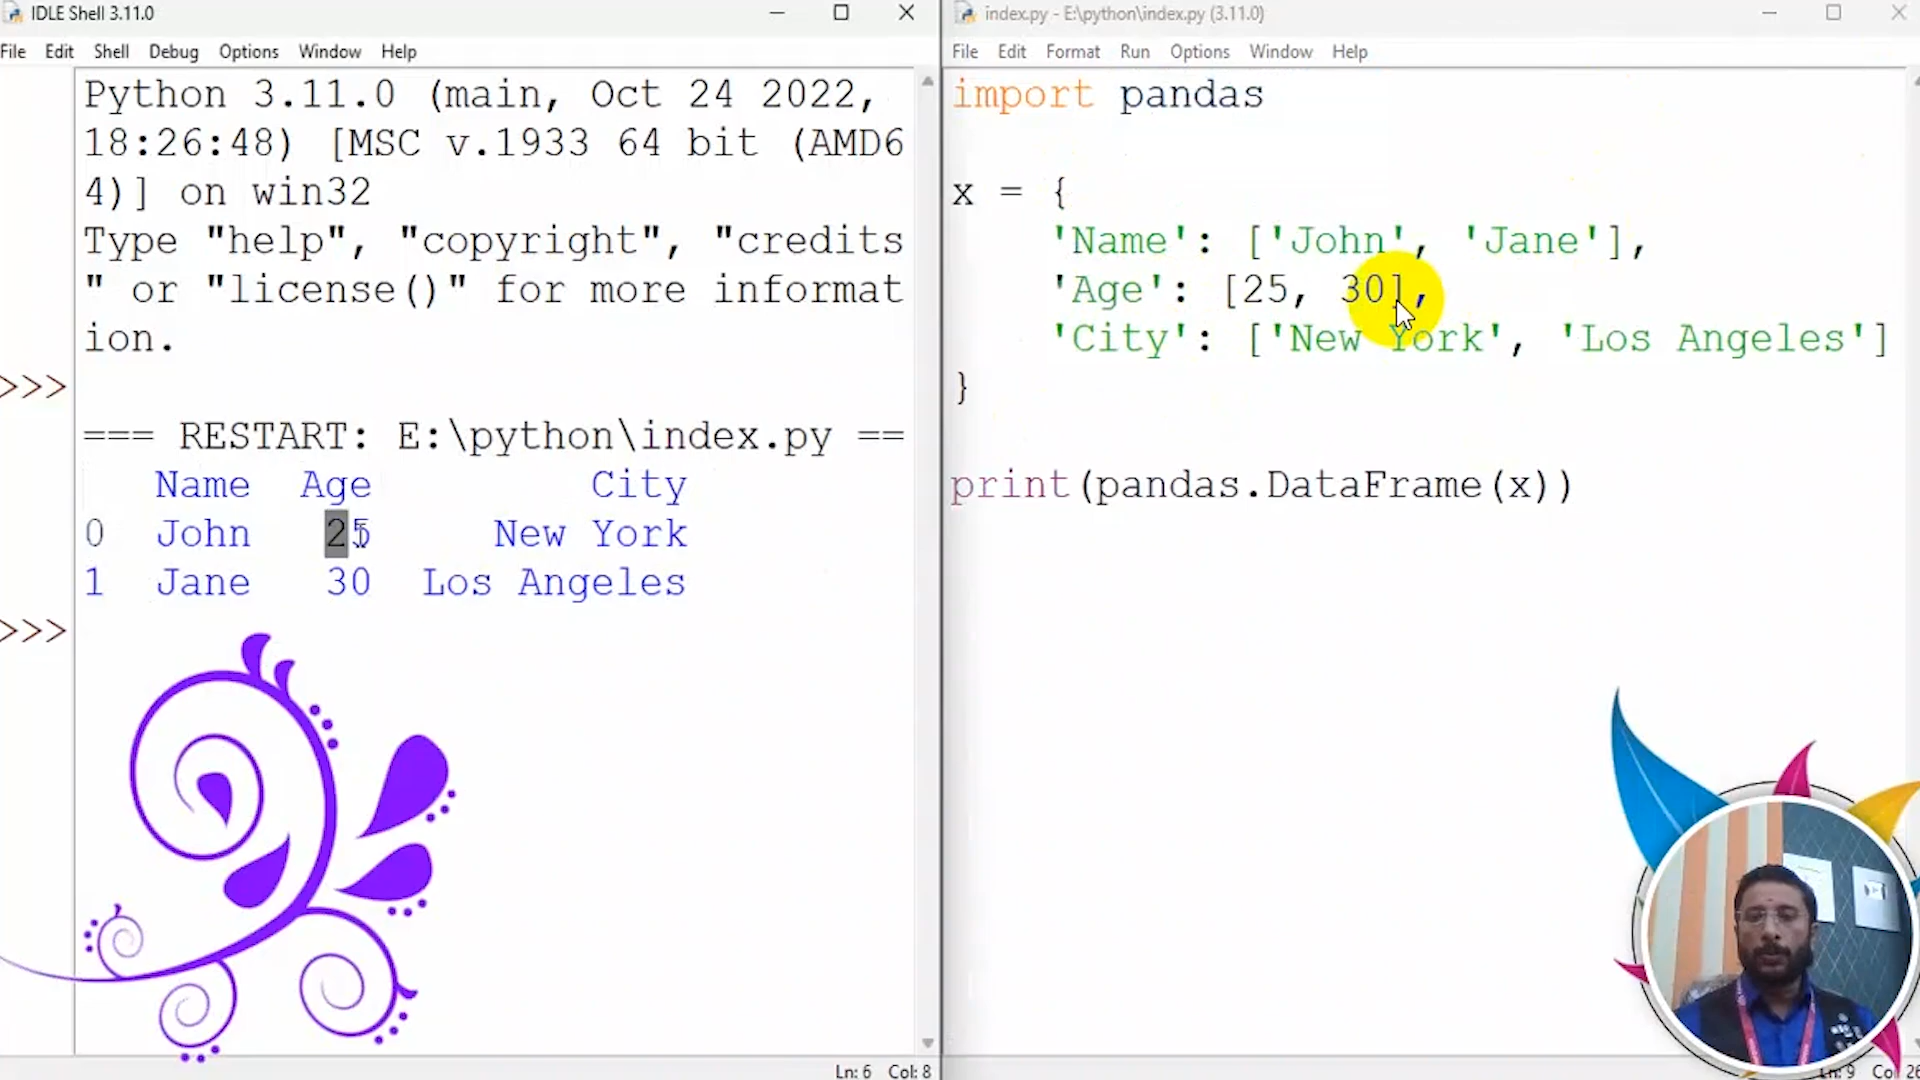 IDLE Shell 3.11.0
File Edit Shell Debug Options Window Help
Python 3.11.0 (main, Oct 24 2022,
18:26:48) [MSC v.1933 64 bit (AMD6
4)] on win32
Type "help", "copyright", "credits
" or "license()" for more informat
ion.
>>>
=== RESTART: E:\python\index.py ==
Name Age City
0 John 25 New York
1 Jane 30 Los Angeles
>>>
Ln: 6 Col: 8
index.py - E:\python\index.py (3.11.0)
File Edit Format Run Options Window Help
import pandas
x = {
'Name': ['John', 'Jane'],
'Age': [25, 30],
'City': ['New York', 'Los Angeles']
}
print(pandas.DataFrame(x))
Ln: 9 Col: 26